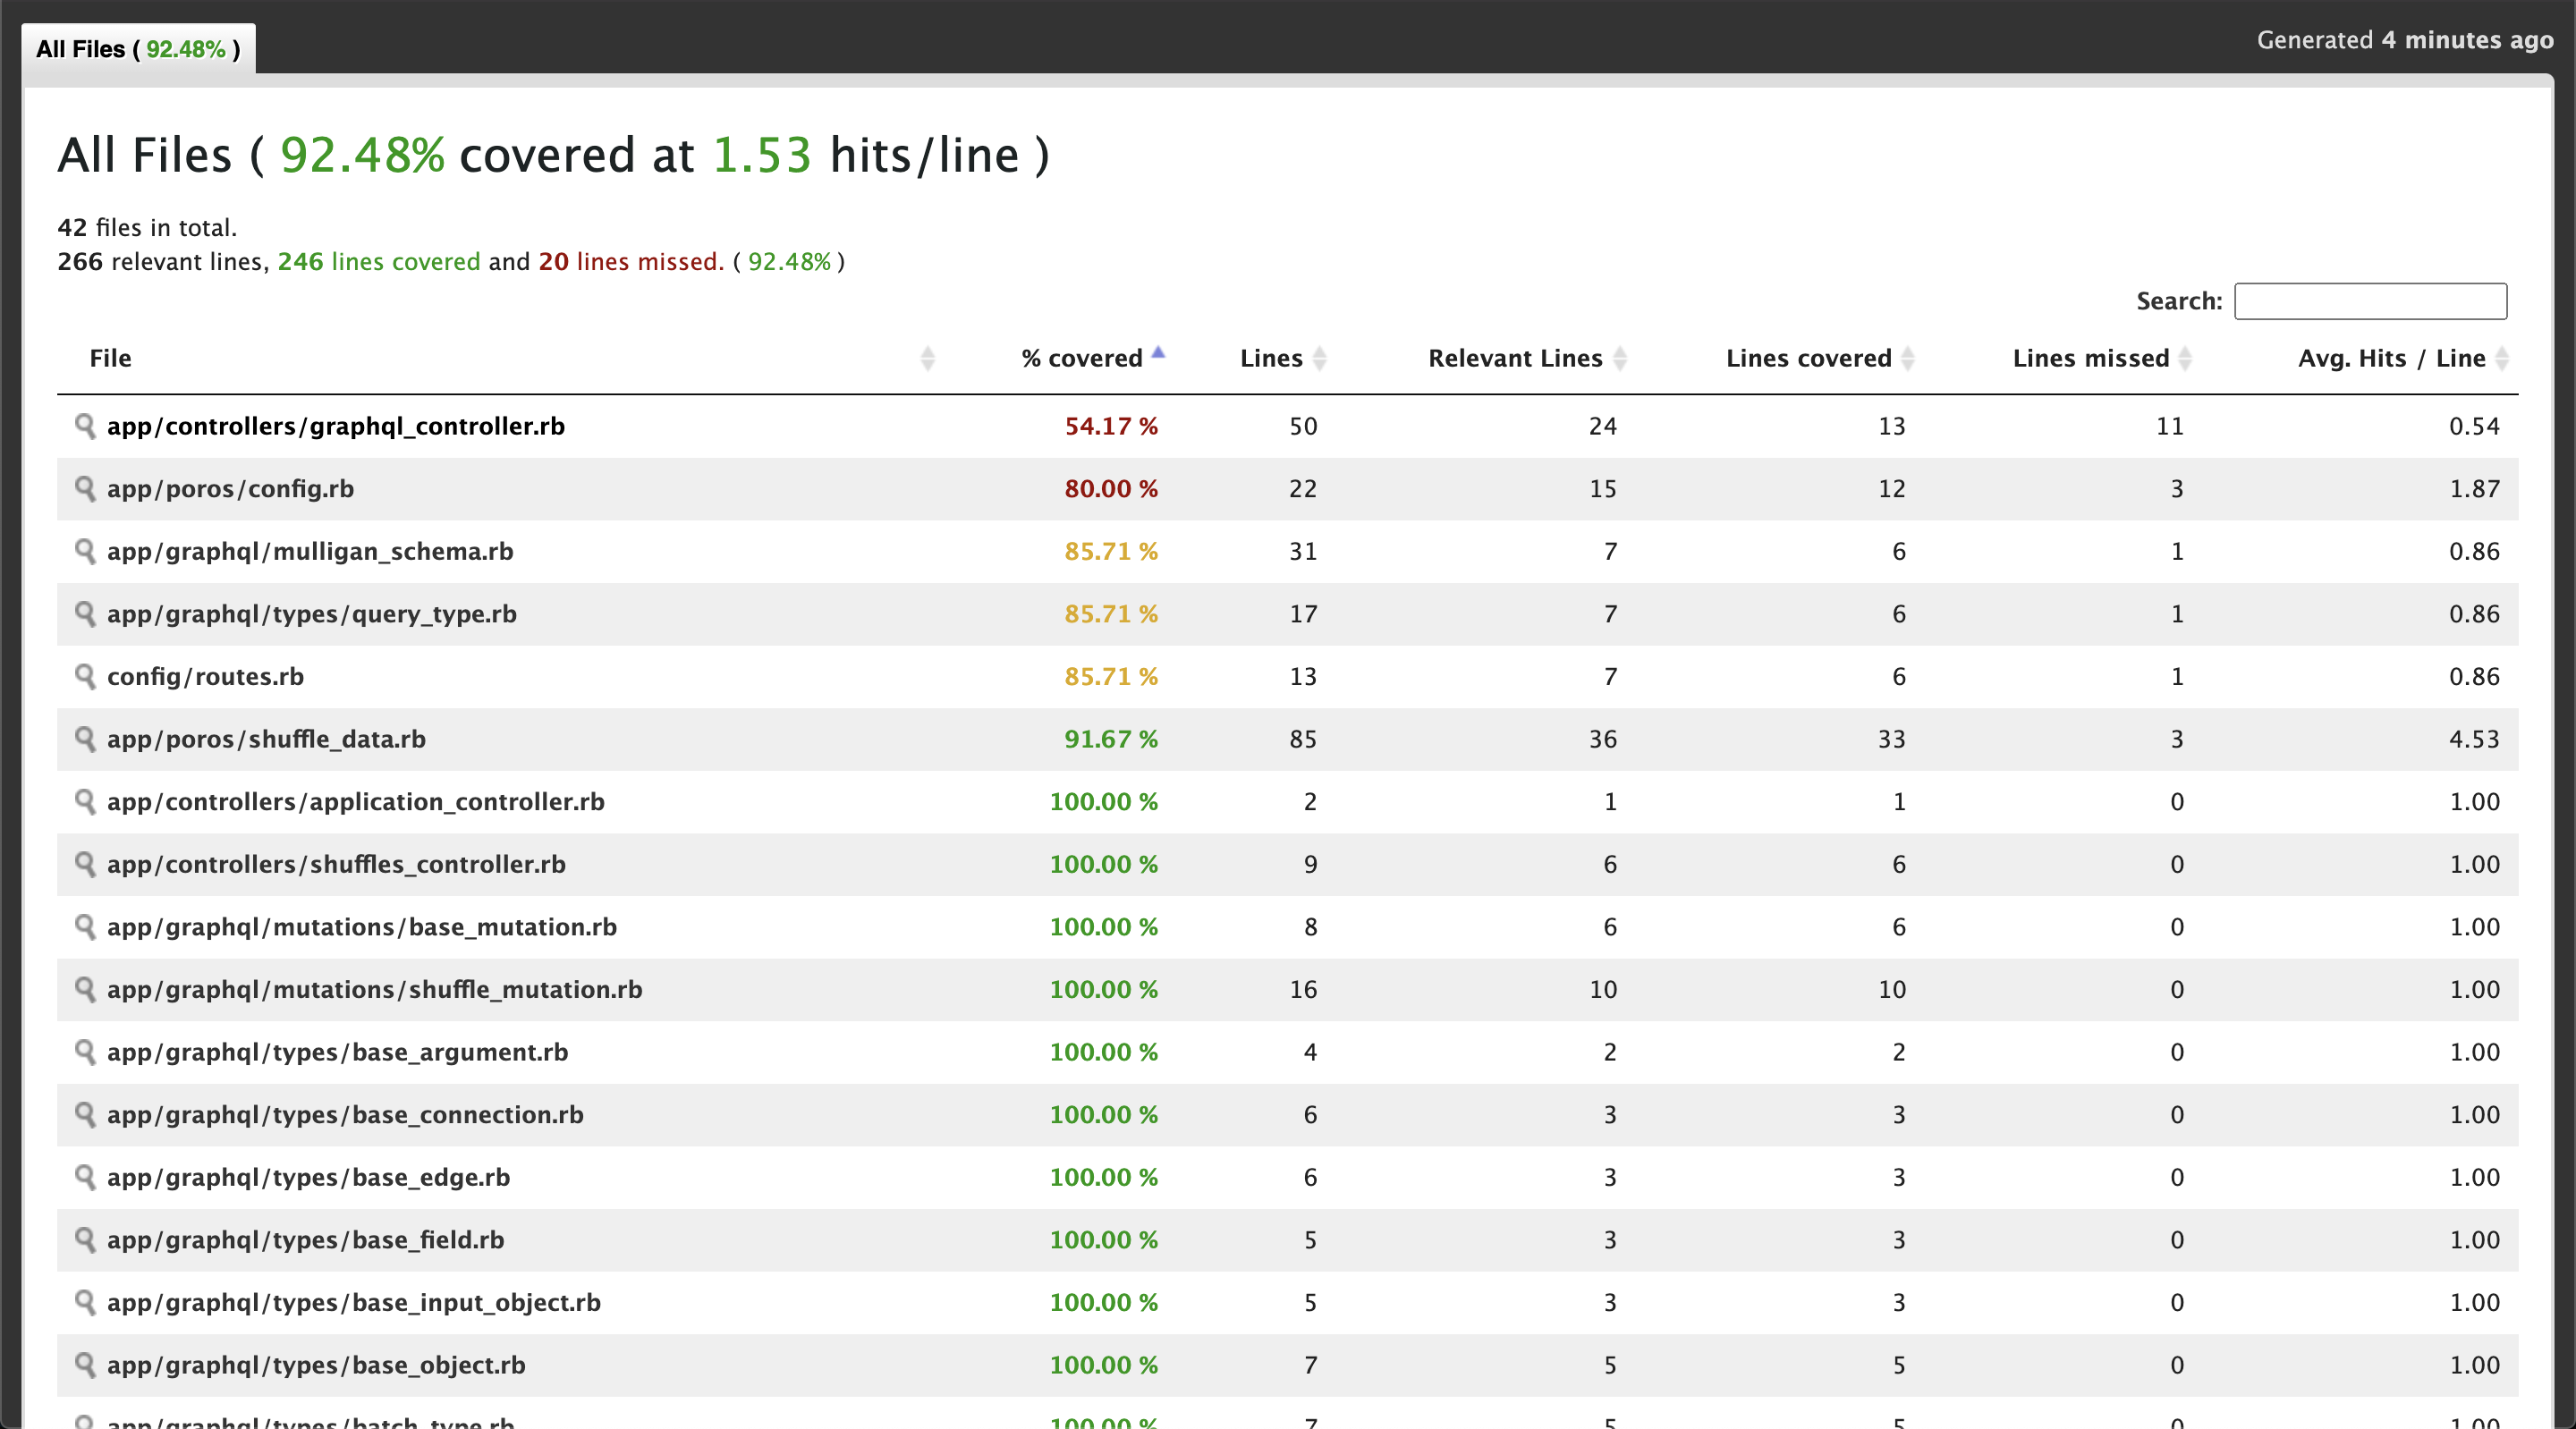 All Files ( 92.48% )
Generated 4 minutes ago
All Files ( 92.48% covered at 1.53 hits/line )
42 files in total.
266 relevant lines, 246 lines covered and 20 lines missed. ( 92.48% )
Search:
File % covered Lines Relevant Lines Lines covered Lines missed Avg. Hits / Line
app/controllers/graphql_controller.rb 54.17 % 50 24 13 11 0.54
app/poros/config.rb 80.00 % 22 15 12 3 1.87
app/graphql/mulligan_schema.rb 85.71 % 31 7 6 1 0.86
app/graphql/types/query_type.rb 85.71 % 17 7 6 1 0.86
config/routes.rb 85.71 % 13 7 6 1 0.86
app/poros/shuffle_data.rb 91.67 % 85 36 33 3 4.53
app/controllers/application_controller.rb 100.00 % 2 1 1 0 1.00
app/controllers/shuffles_controller.rb 100.00 % 9 6 6 0 1.00
app/graphql/mutations/base_mutation.rb 100.00 % 8 6 6 0 1.00
app/graphql/mutations/shuffle_mutation.rb 100.00 % 16 10 10 0 1.00
app/graphql/types/base_argument.rb 100.00 % 4 2 2 0 1.00
app/graphql/types/base_connection.rb 100.00 % 6 3 3 0 1.00
app/graphql/types/base_edge.rb 100.00 % 6 3 3 0 1.00
app/graphql/types/base_field.rb 100.00 % 5 3 3 0 1.00
app/graphql/types/base_input_object.rb 100.00 % 5 3 3 0 1.00
app/graphql/types/base_object.rb 100.00 % 7 5 5 0 1.00
app/graphql/types/batch_type.rb 100.00 % 7 5 5 0 1.00